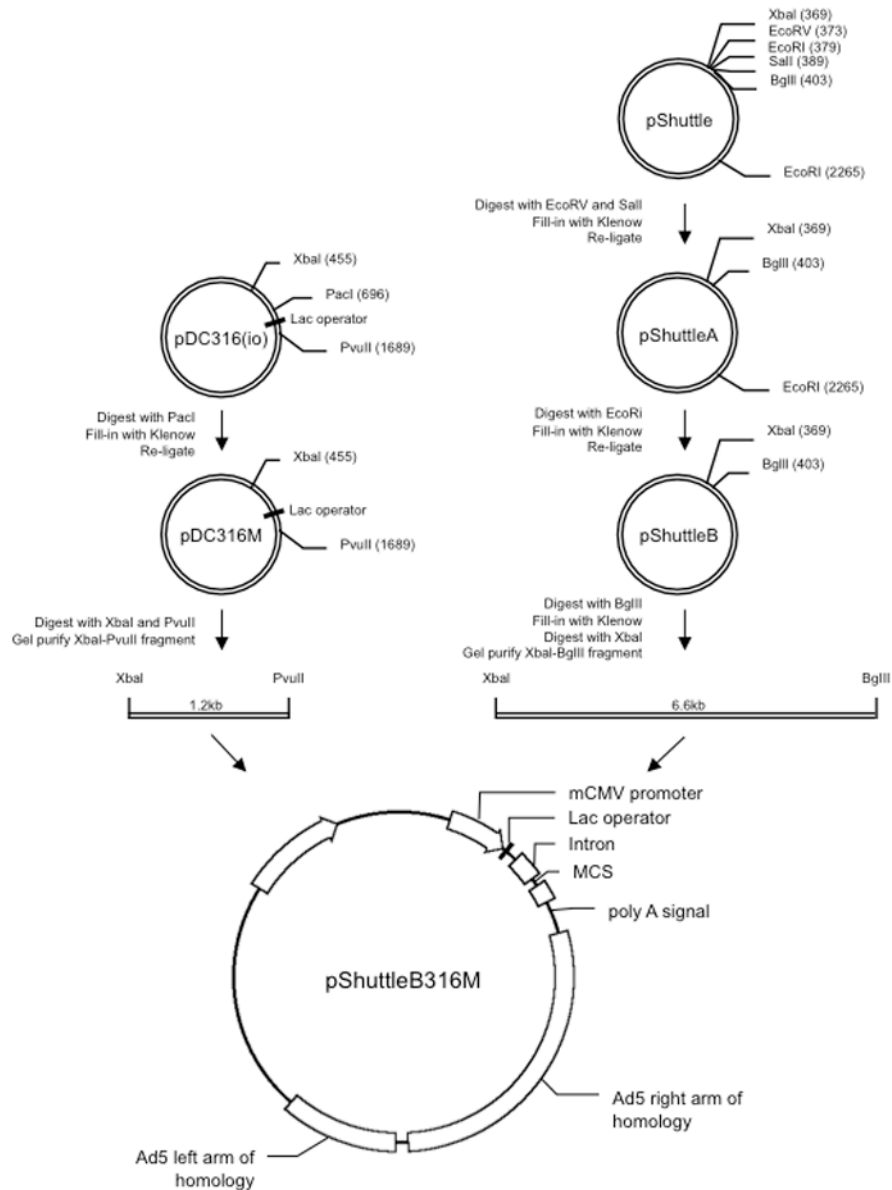 XbaI (369)
EcoRV (373)
EcoRI (379)
SalI (389)
BglII (403)
pShuttle
EcoRI (2265)
Digest with EcoRV and SalI
Fill-in with Klenow
Re-ligate
XbaI (369)
BglII (403)
pShuttleA
EcoRI (2265)
Digest with EcoRi
Fill-in with Klenow
Re-ligate
XbaI (369)
BglII (403)
pShuttleB
Digest with BglII
Fill-in with Klenow
Digest with XbaI
Gel purify XbaI-BglII fragment
XbaI
BglII
6.6kb
XbaI (455)
PacI (696)
Lac operator
pDC316(io)
PvuII (1689)
Digest with PacI
Fill-in with Klenow
Re-ligate
XbaI (455)
Lac operator
pDC316M
PvuII (1689)
Digest with XbaI and PvuII
Gel purify XbaI-PvuII fragment
XbaI
PvuII
1.2kb
mCMV promoter
Lac operator
Intron
MCS
poly A signal
pShuttleB316M
Ad5 right arm of
homology
Ad5 left arm of
homology